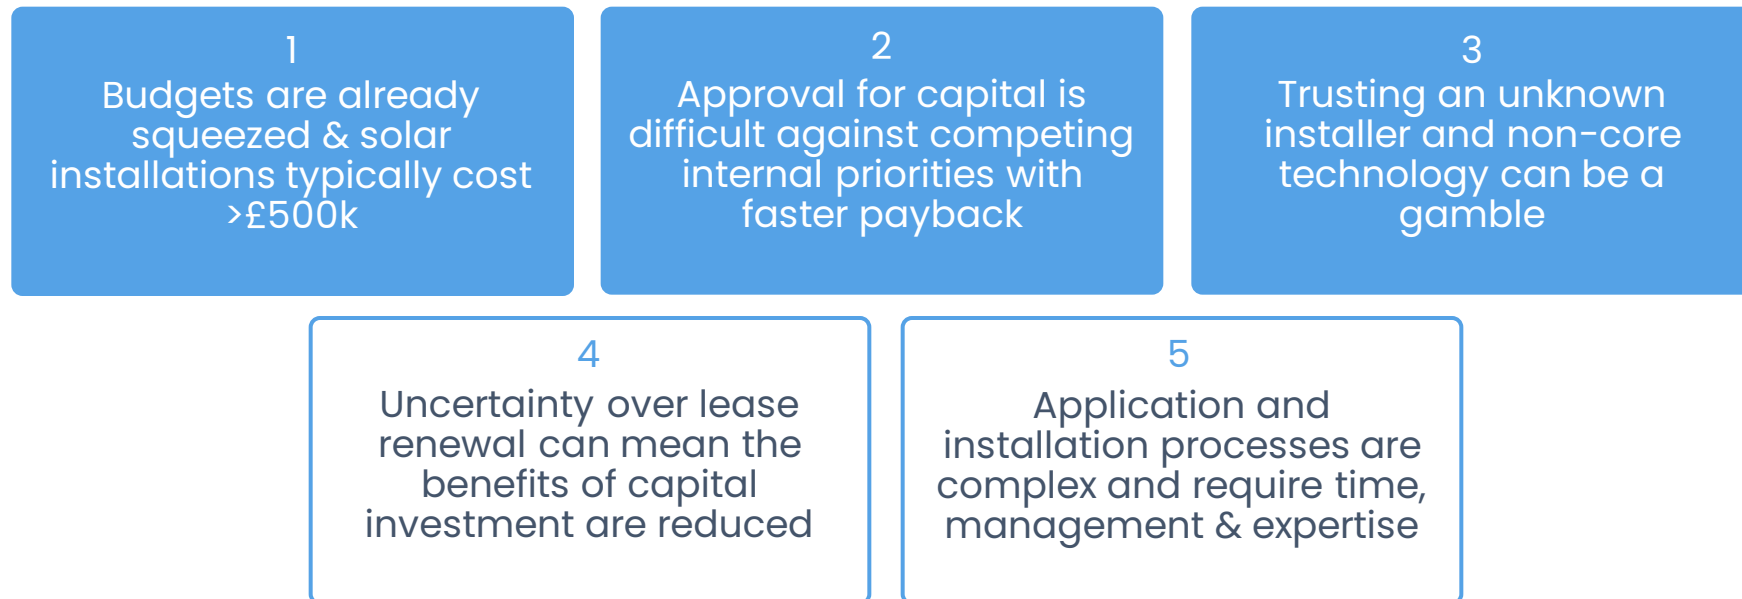 1
Budgets are already
squeezed & solar
installations typically cost
>£500k
2
Approval for capital is
difficult against competing
internal priorities with
faster payback
3
Trusting an unknown
installer and non-core
technology can be a
gamble
4
Uncertainty over lease
renewal can mean the
benefits of capital
investment are reduced
5
Application and
installation processes are
complex and require time,
management & expertise